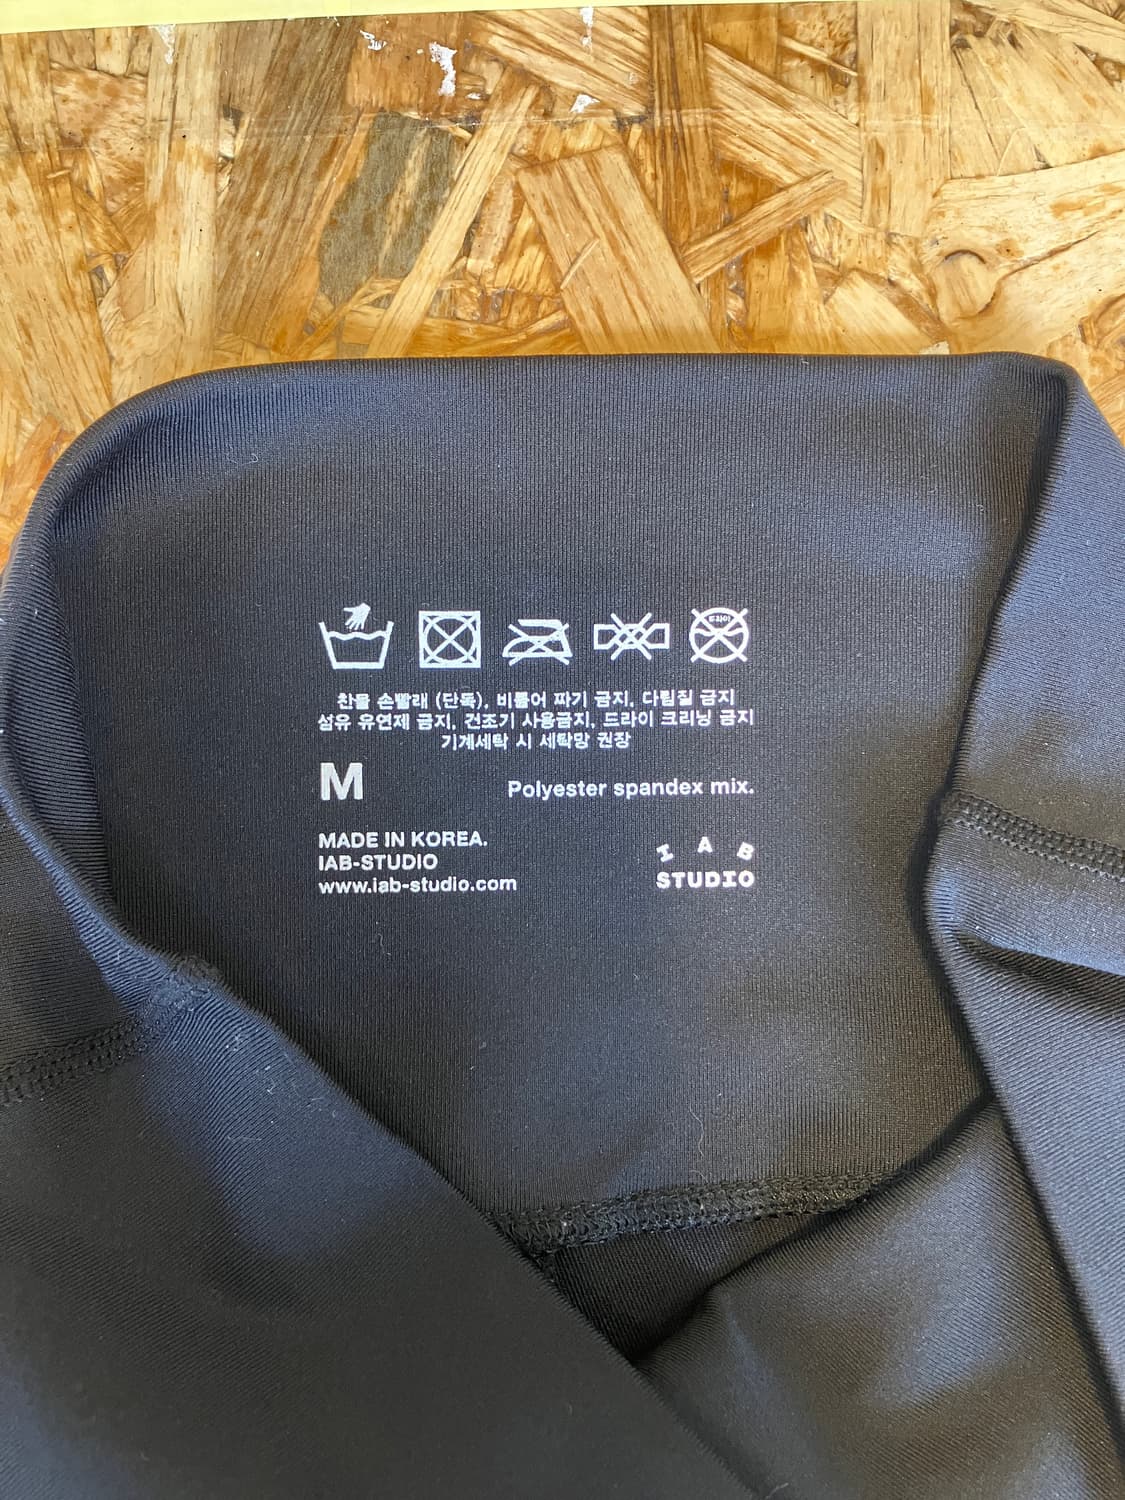 드라이
찬물 손빨래 (단독), 비틀어 짜기 금지, 다림질 금지
섬유 유연제 금지, 건조기 사용금지, 드라이 크리닝 금지
기계세탁 시 세탁망 권장
M
Polyester spandex mix.
MADE IN KOREA.
IAB-STUDIO
www.iab-studio.com
I A B
STUDIO